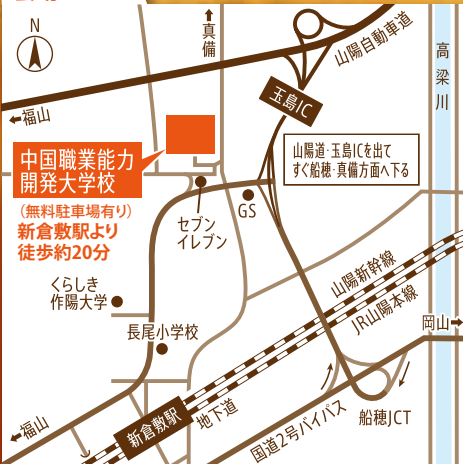 N
真備
山陽自動車道
高梁川
福山
玉島IC
中国職業能力
開発大学校
山陽道・玉島ICを出て
すぐ船穂・真備方面へ下る
(無料駐車場有り)
新倉敷駅より
徒歩約20分
セブン
イレブン
GS
くらしき
作陽大学
山陽新幹線
JR山陽本線
岡山
長尾小学校
福山
新倉敷駅
地下道
国道2号バイパス
船穂JCT